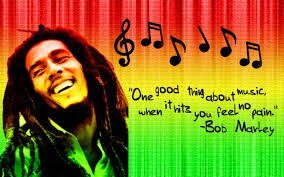 "One good thing about music,
when it hits you feel no pain."
-Bob Marley